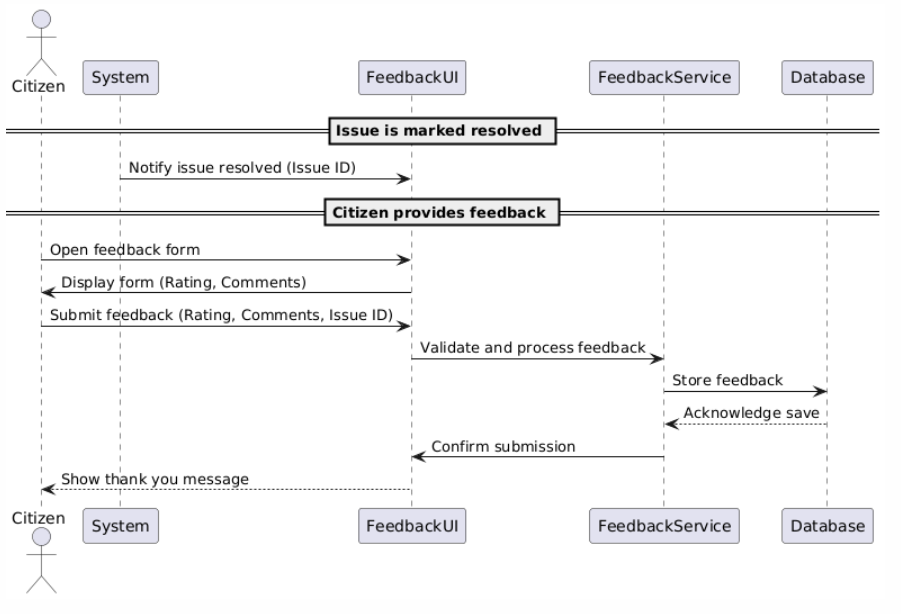 Citizen
System
FeedbackUI
FeedbackService
Database
Issue is marked resolved
Notify issue resolved (Issue ID)
Citizen provides feedback
Open feedback form
Display form (Rating, Comments)
Submit feedback (Rating, Comments, Issue ID)
Validate and process feedback
Store feedback
Acknowledge save
Confirm submission
Show thank you message
Citizen
System
FeedbackUI
FeedbackService
Database